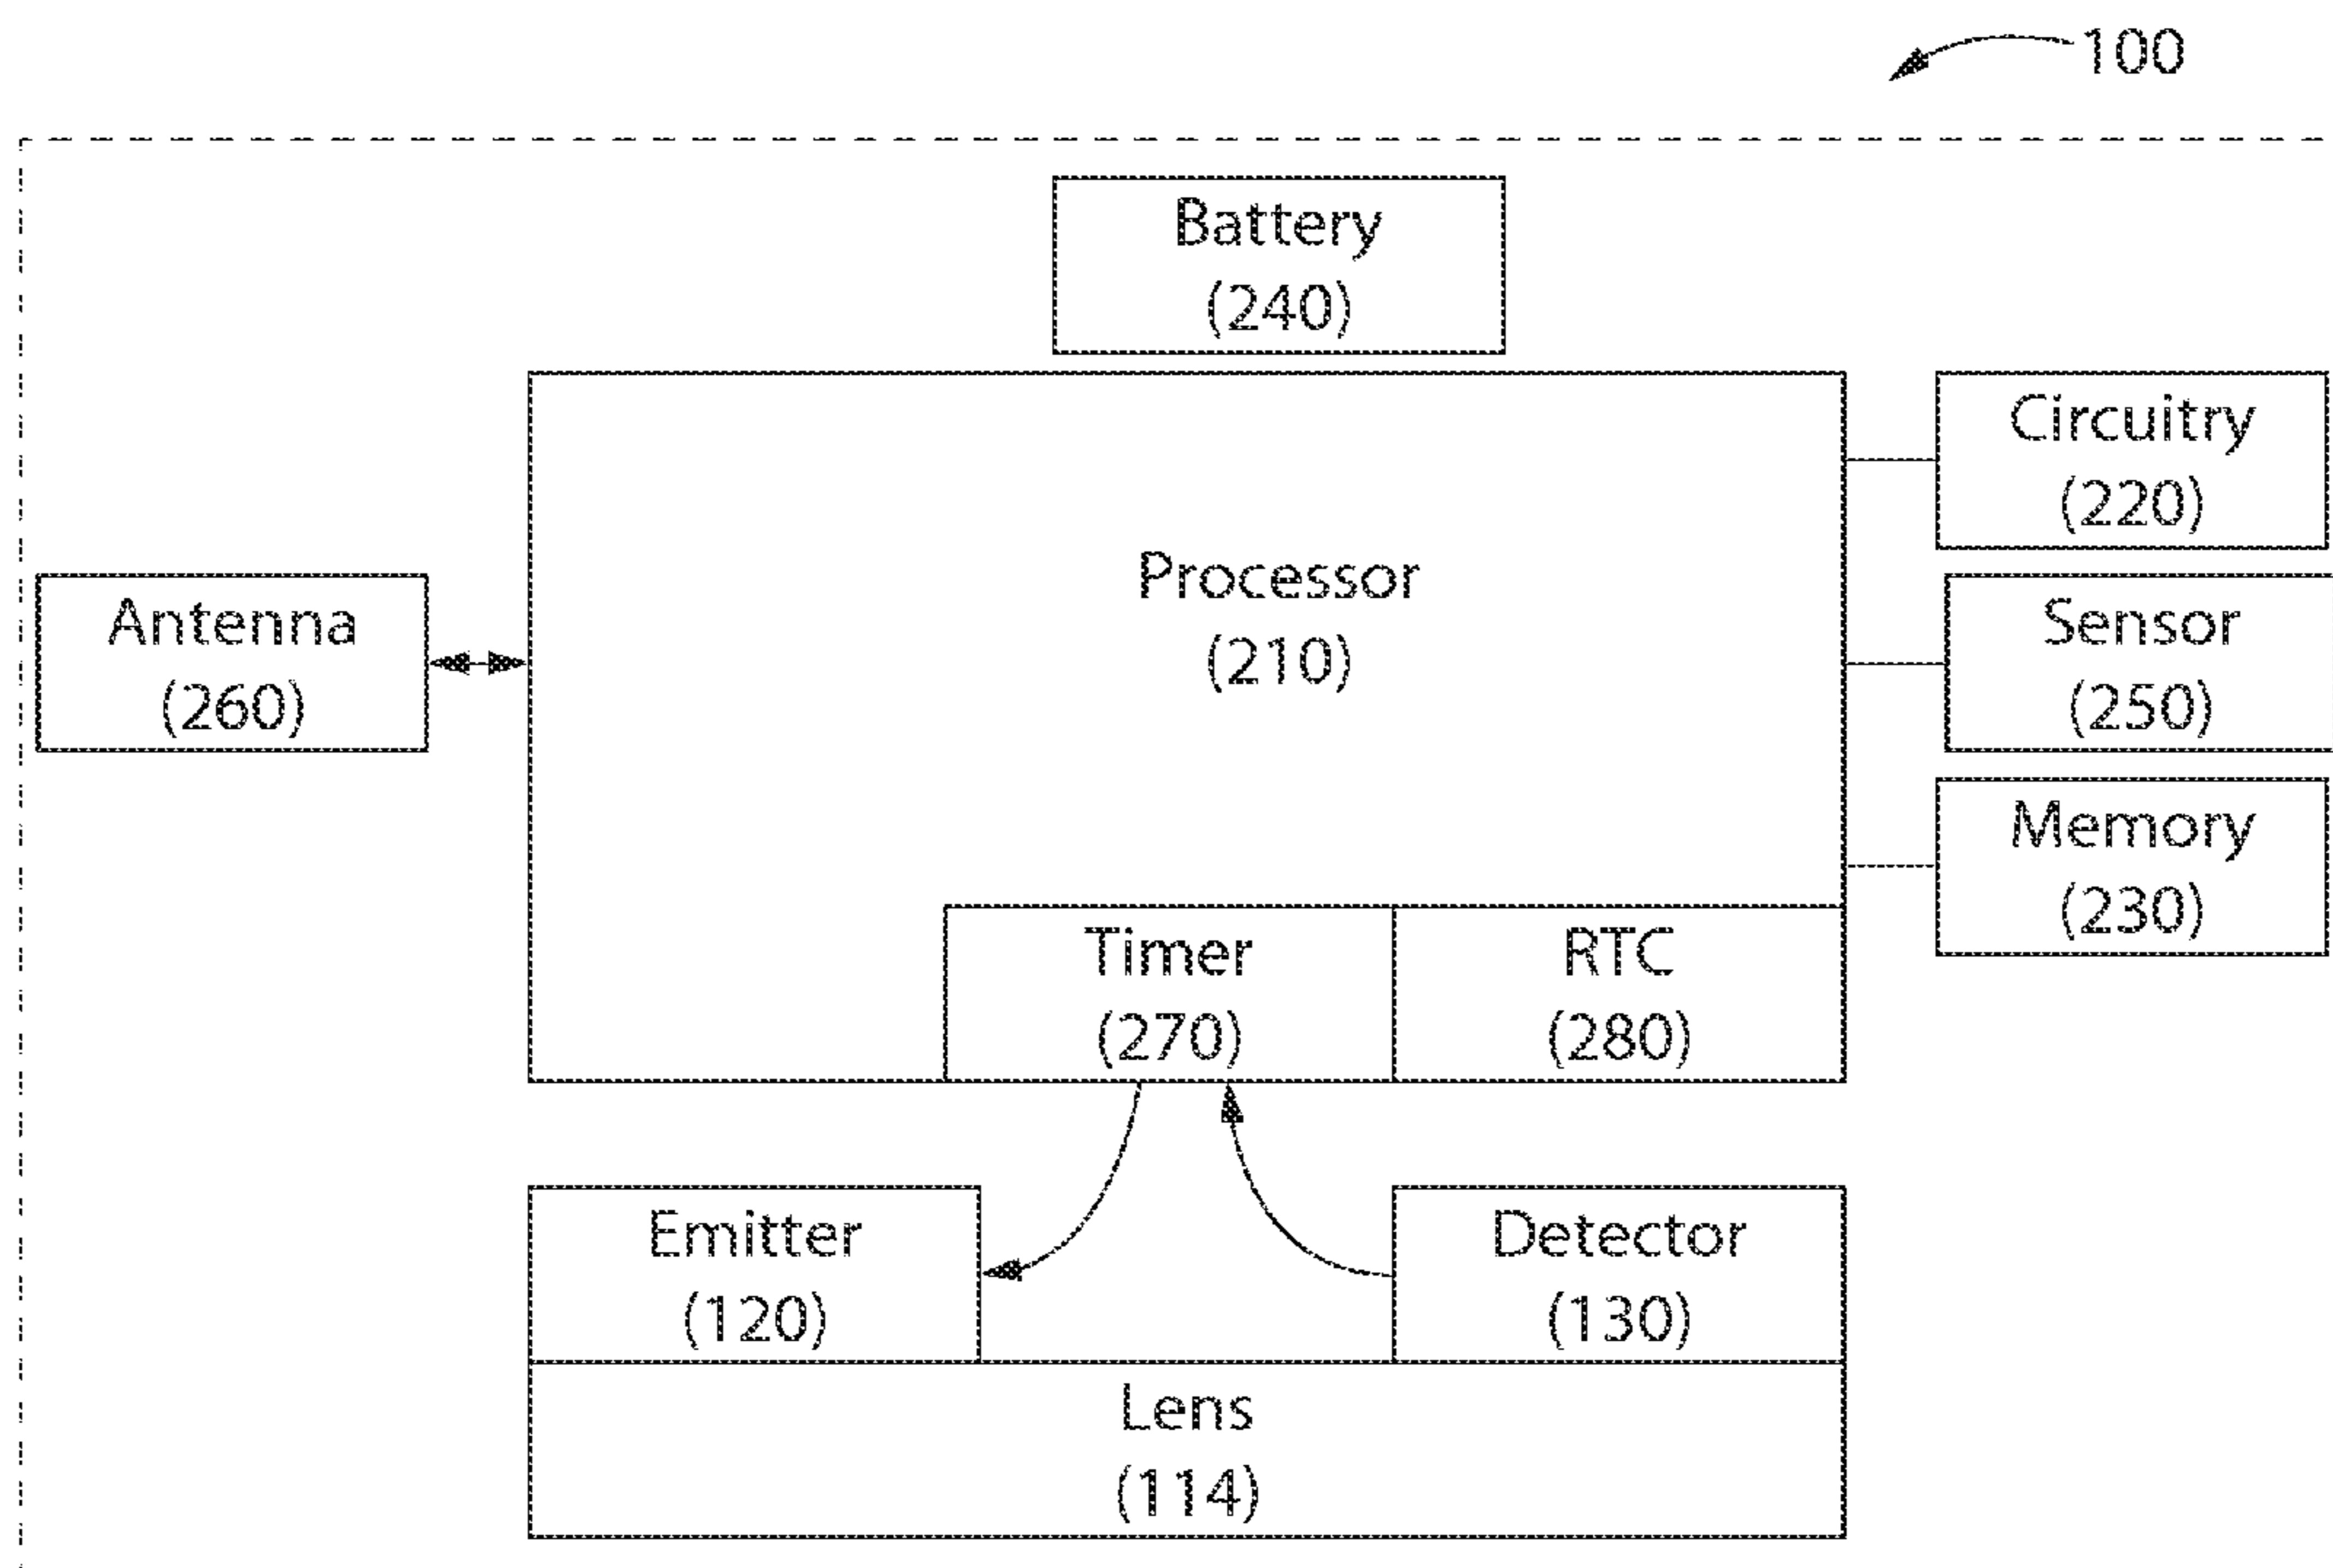 100
Battery
(240)
Circuitry
(220)
Processor
(210)
Antenna
(260)
Sensor
(250)
Memory
(230)
Timer
(270)
RTC
(280)
Emitter
(120)
Detector
(130)
Lens
(114)